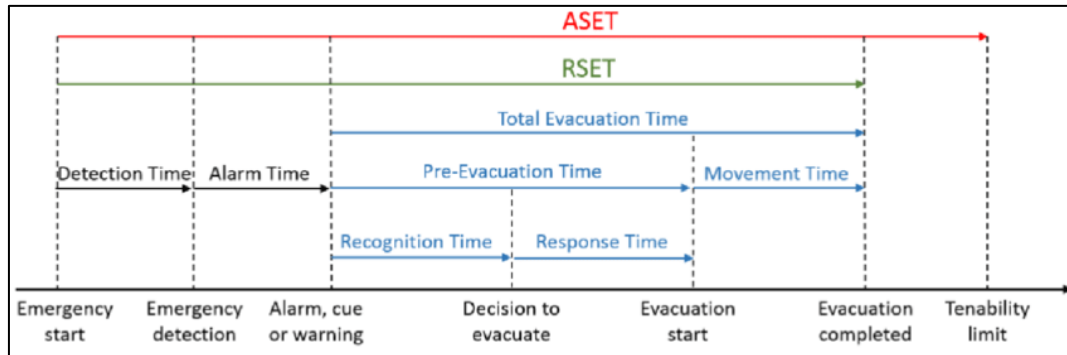 ASET
RSET
Total Evacuation Time
Detection Time
Alarm Time
Pre-Evacuation Time
Movement Time
Recognition Time
Response Time
Emergency
start
Emergency
detection
Alarm, cue
or warning
Decision to
evacuate
Evacuation
start
Evacuation
completed
Tenability
limit